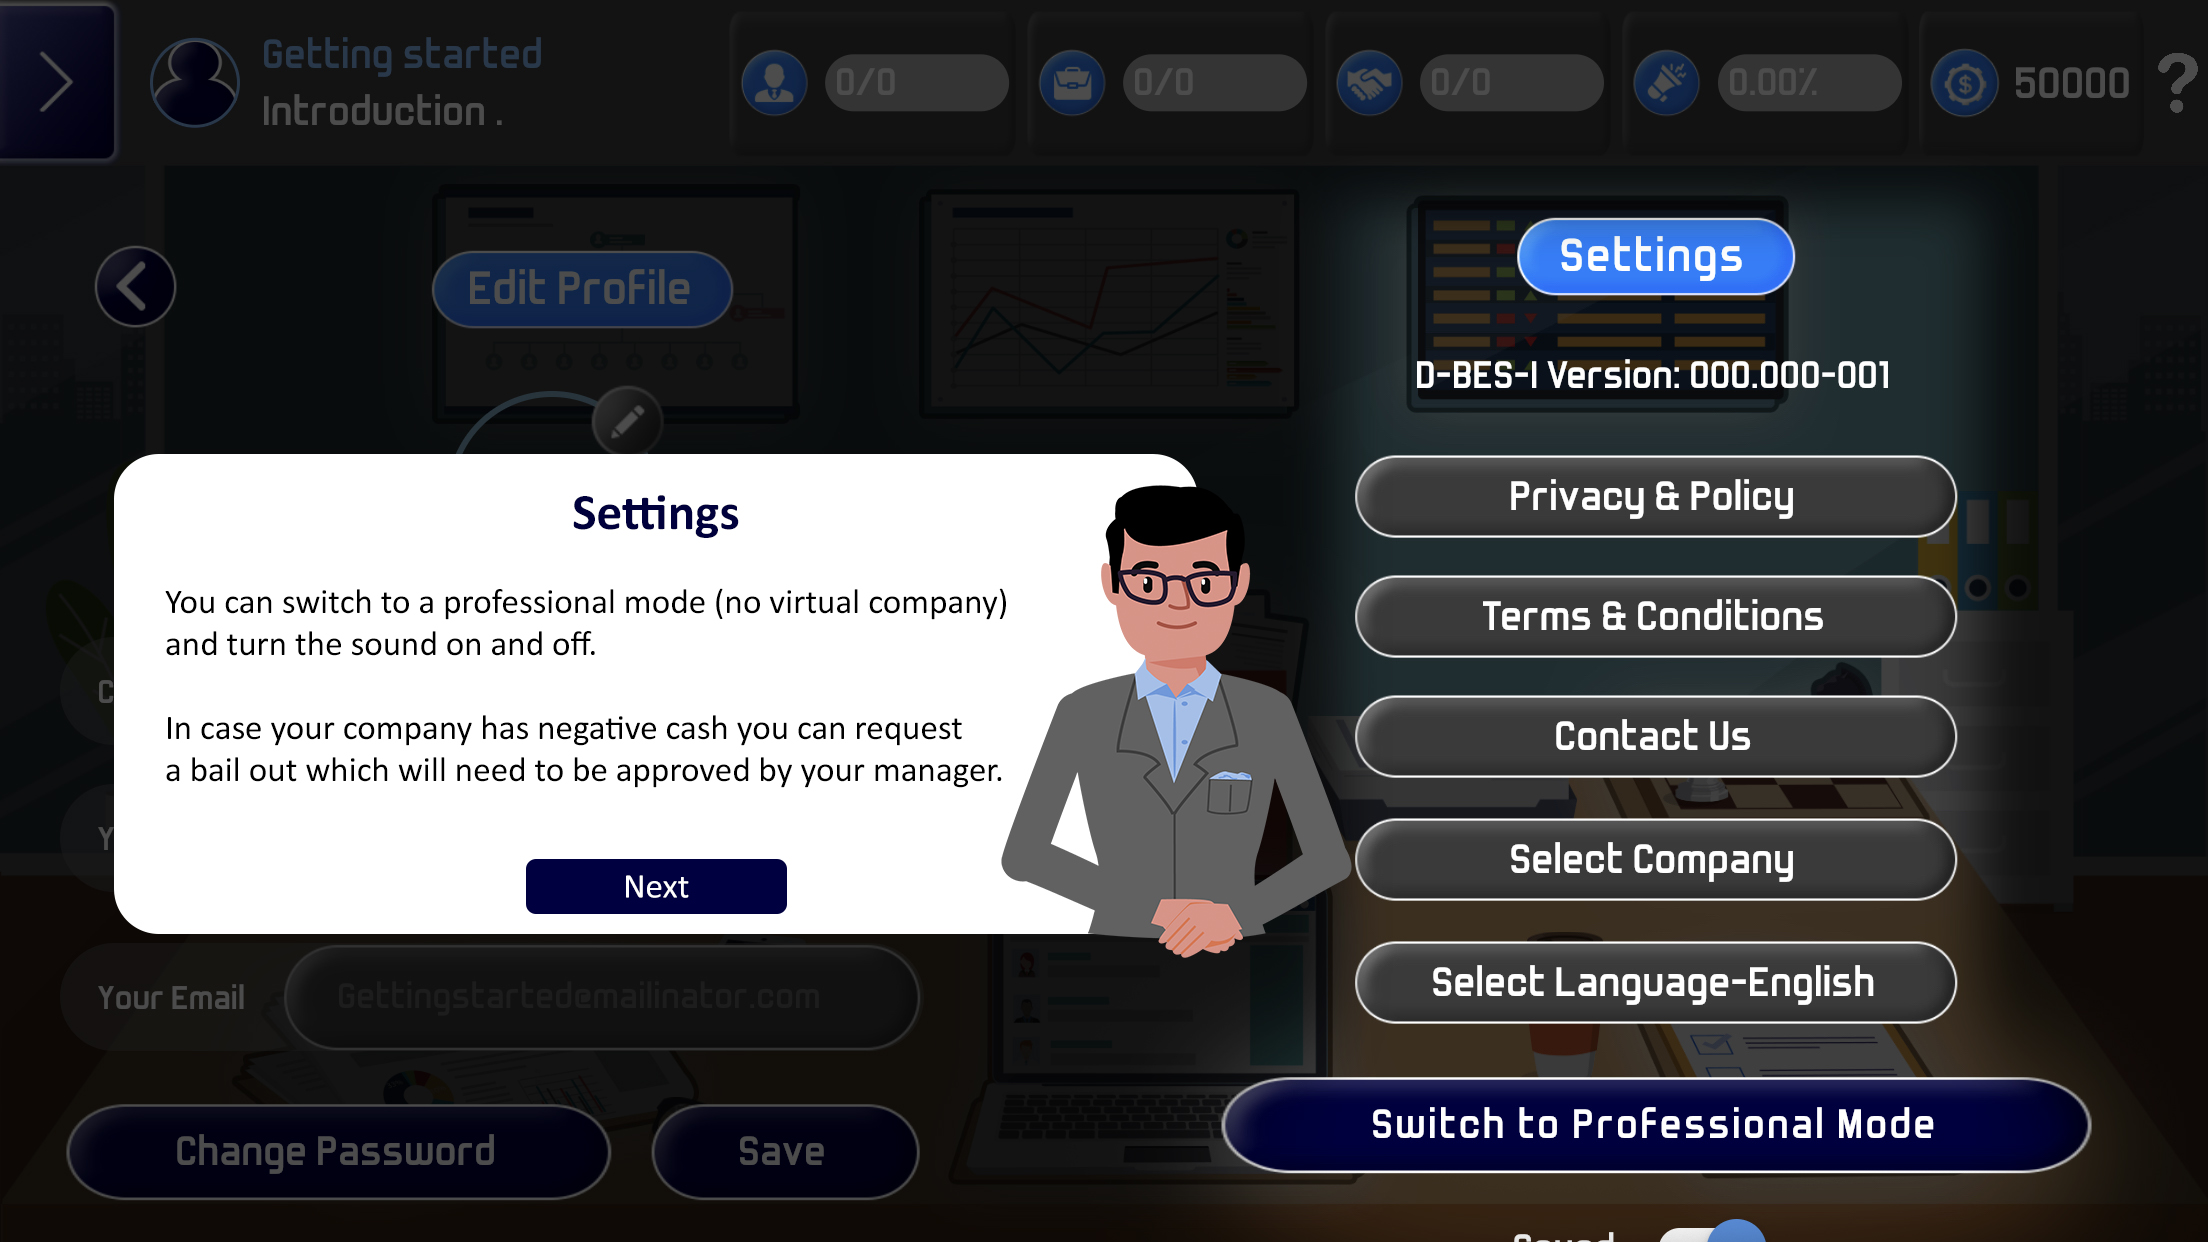 Getting started
Introduction .
0/0
0/0
0/0
0.00%
50000
?
Edit Profile
Settings
D-BES-I Version: 000.000-001
Settings
You can switch to a professional mode (no virtual company)
and turn the sound on and off.
In case your company has negative cash you can request
a bail out which will need to be approved by your manager.
Next
Privacy & Policy
Terms & Conditions
Contact Us
Select Company
Select Language-English
Your Email
Gettingstarted@mailinator.com
Change Password
Save
Switch to Professional Mode
Sound